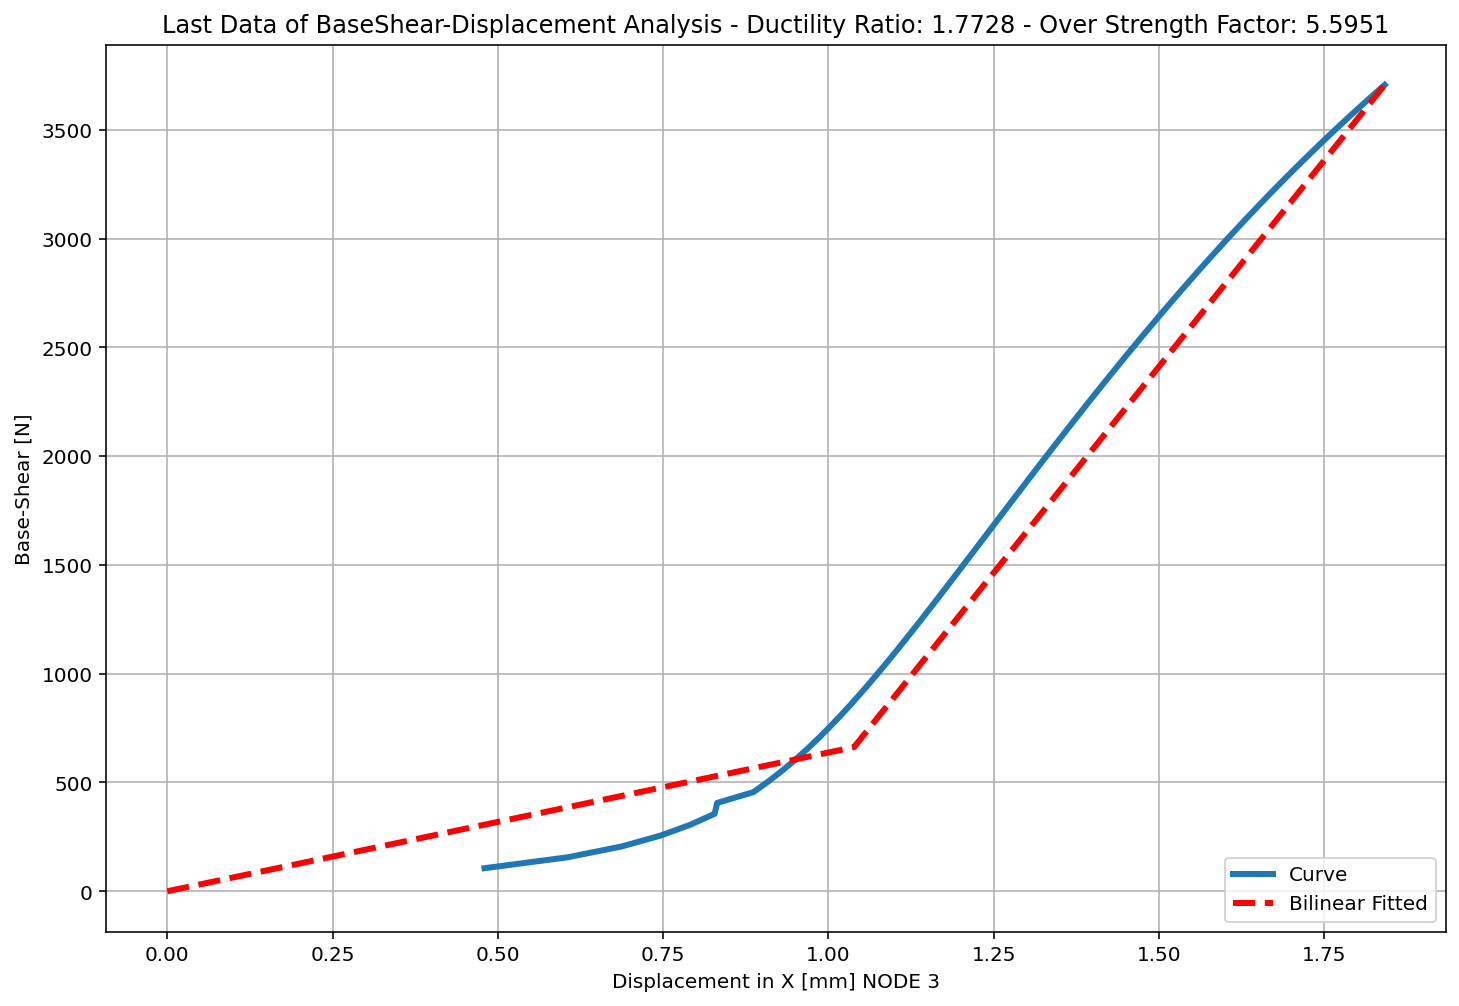 Last Data of BaseShear-Displacement Analysis - Ductility Ratio: 1.7728 - Over Strength Factor: 5.5951
Base-Shear [N]
3500
3000
2500
2000
1500
1000
500
0
Curve
Bilinear Fitted
0.00 0.25 0.50 0.75 1.00 1.25 1.50 1.75
Displacement in X [mm] NODE 3